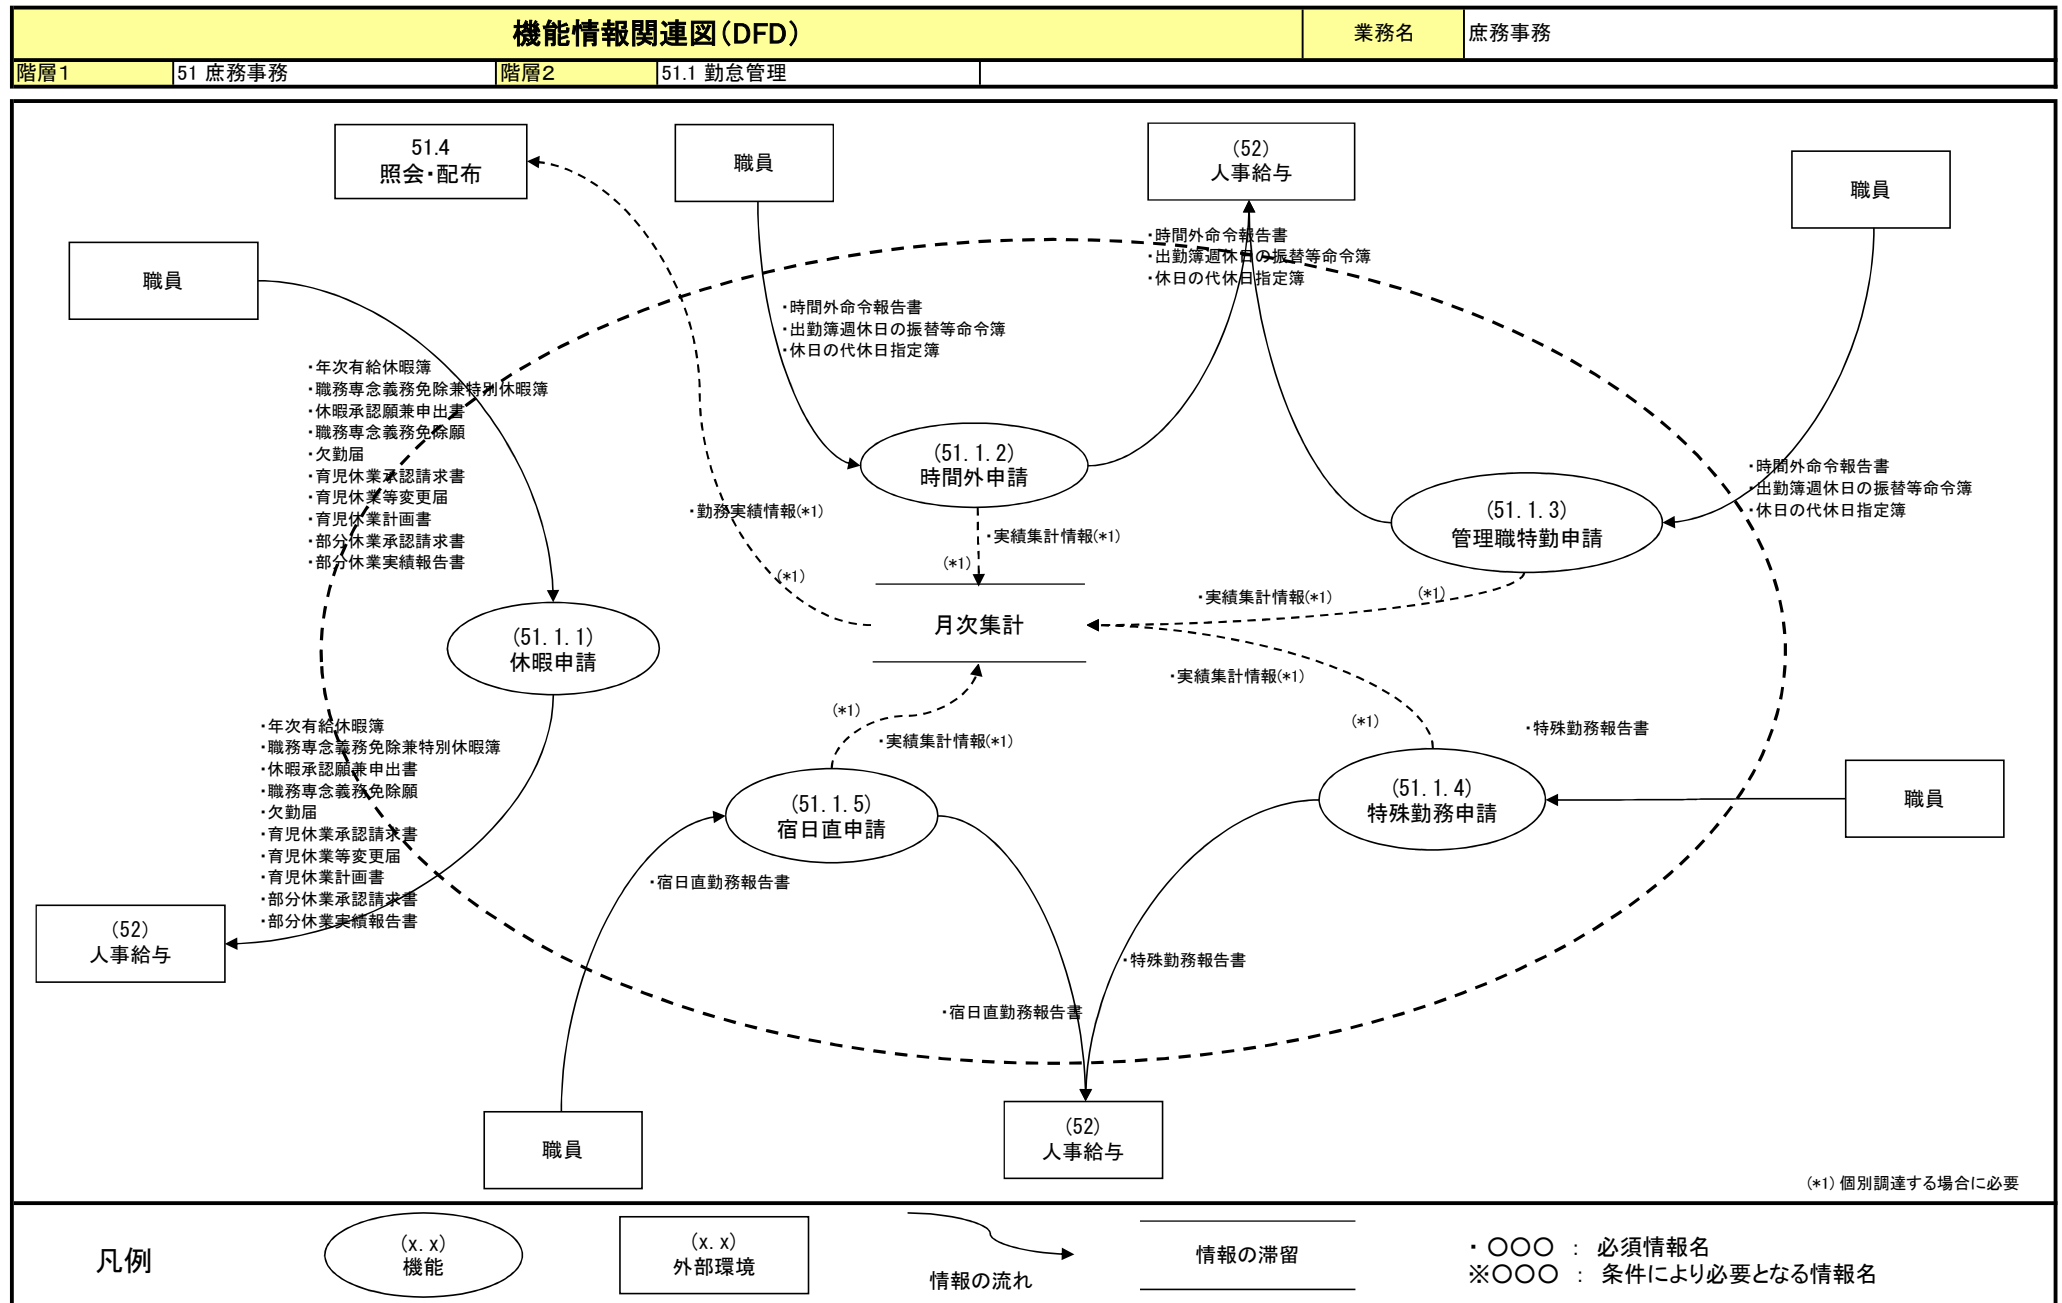 機能情報関連図(DFD)
業務名
庶務事務
階層1
51 庶務事務
階層2
51.1 勤怠管理
51.4
照会・配布
職員
(52)
人事給与
職員
職員
・時間外命令報告書
・出勤簿週休日の振替等命令簿
・休日の代休日指定簿
・時間外命令報告書
・出勤簿週休日の振替等命令簿
・休日の代休日指定簿
・年次有給休暇簿
・職務専念義務免除兼特別休暇簿
・休暇承認願兼申出書
・職務専念義務免除願
・欠勤届
・育児休業承認請求書
・育児休業等変更届
・育児休業計画書
・部分休業承認請求書
・部分休業実績報告書
(51.1.2)
時間外申請
・時間外命令報告書
・出勤簿週休日の振替等命令簿
・休日の代休日指定簿
(51.1.3)
管理職特勤申請
・勤務実績情報(*1)
・実績集計情報(*1)
(*1)
(*1)
・実績集計情報(*1)
(*1)
月次集計
(51.1.1)
休暇申請
・実績集計情報(*1)
(*1)
(*1)
・実績集計情報(*1)
・特殊勤務報告書
・年次有給休暇簿
・職務専念義務免除兼特別休暇簿
・休暇承認願兼申出書
・職務専念義務免除願
・欠勤届
・育児休業承認請求書
・育児休業等変更届
・育児休業計画書
・部分休業承認請求書
・部分休業実績報告書
(51.1.5)
宿日直申請
(51.1.4)
特殊勤務申請
職員
・宿日直勤務報告書
(52)
人事給与
・特殊勤務報告書
・宿日直勤務報告書
職員
(52)
人事給与
(*1) 個別調達する場合に必要
凡例
(x.x)
機能
(x.x)
外部環境
情報の流れ
情報の滞留
・ 〇〇〇 : 必須情報名
※〇〇〇 : 条件により必要となる情報名